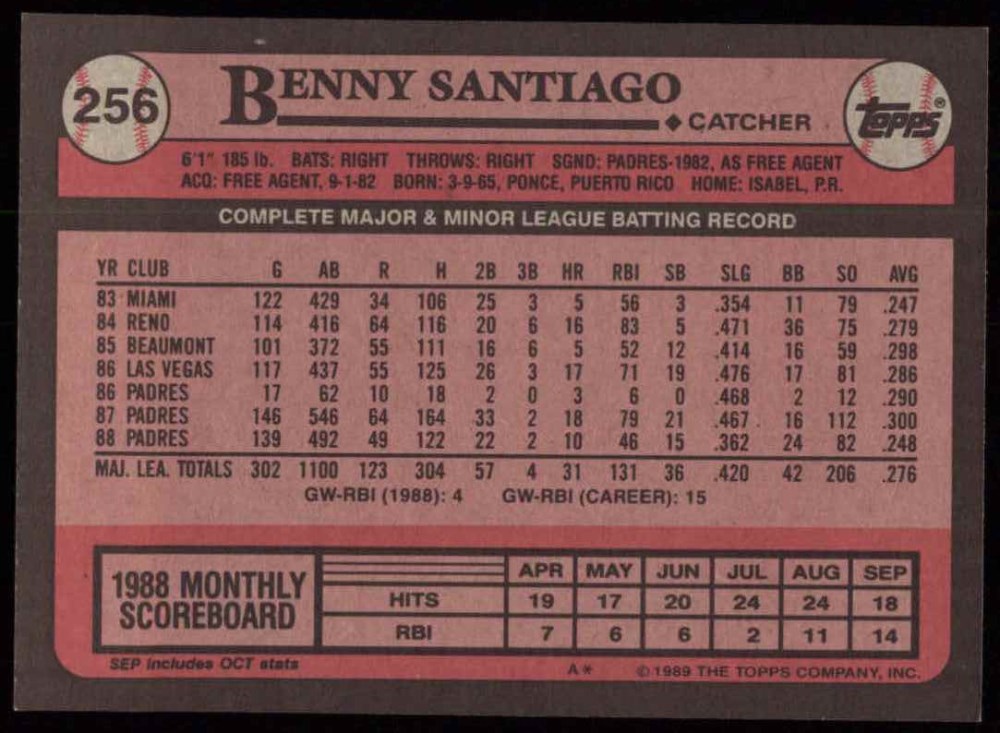 256
BENNY SANTIAGO
◆ CATCHER
TOPPS®
6'1" 185 lb. BATS: RIGHT THROWS: RIGHT SGND: PADRES-1982, AS FREE AGENT
ACQ: FREE AGENT, 9-1-82 BORN: 3-9-65, PONCE, PUERTO RICO HOME: ISABEL, P.R.
COMPLETE MAJOR & MINOR LEAGUE BATTING RECORD
YR CLUB G AB R H 2B 3B HR RBI SB SLG BB SO AVG
83 MIAMI 122 429 34 106 25 3 5 56 3 .354 11 79 .247
84 RENO 114 416 64 116 20 6 16 83 5 .471 36 75 .279
85 BEAUMONT 101 372 55 111 16 6 5 52 12 .414 16 59 .298
86 LAS VEGAS 117 437 55 125 26 3 17 71 19 .476 17 81 .286
86 PADRES 17 62 10 18 2 0 3 6 0 .468 2 12 .290
87 PADRES 146 546 64 164 33 2 18 79 21 .467 16 112 .300
88 PADRES 139 492 49 122 22 2 10 46 15 .362 24 82 .248
MAJ. LEA. TOTALS 302 1100 123 304 57 4 31 131 36 .420 42 206 .276
GW-RBI (1988): 4 GW-RBI (CAREER): 15
1988 MONTHLY
SCOREBOARD
APR MAY JUN JUL AUG SEP
HITS 19 17 20 24 24 18
RBI 7 6 6 2 11 14
SEP includes OCT stats
A* © 1989 THE TOPPS COMPANY, INC.